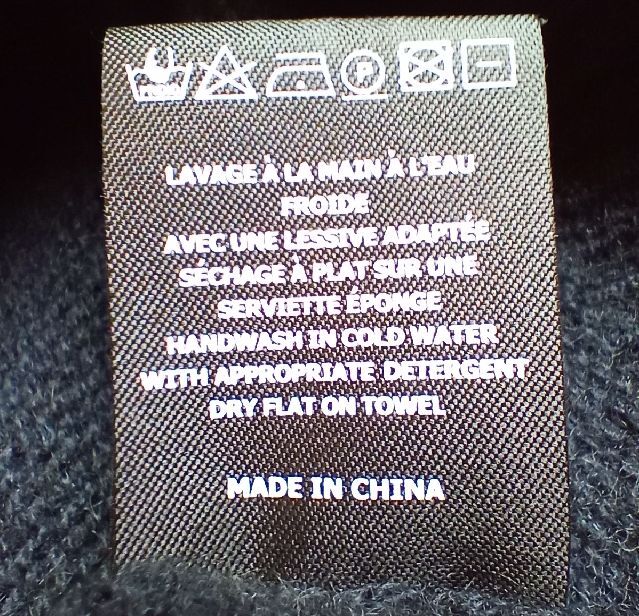 P
LAVAGE À LA MAIN À L'EAU
FROIDE
AVEC UNE LESSIVE ADAPTÉE
SÉCHAGE À PLAT SUR UNE
SERVIETTE ÉPONGE
HANDWASH IN COLD WATER
WITH APPROPRIATE DETERGENT
DRY FLAT ON TOWEL
MADE IN CHINA